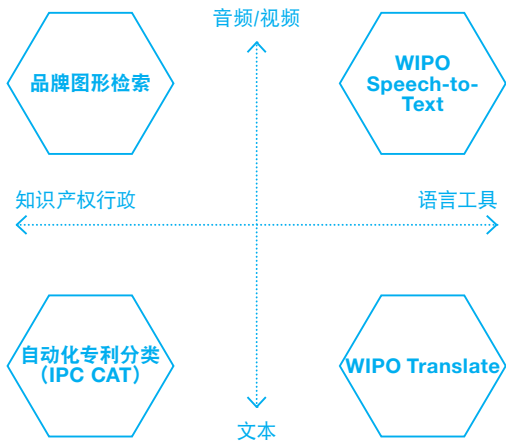 音频/视频
品牌图形检索
WIPO
Speech-to-
Text
知识产权行政
语言工具
自动化专利分类
（IPC CAT）
WIPO Translate
文本